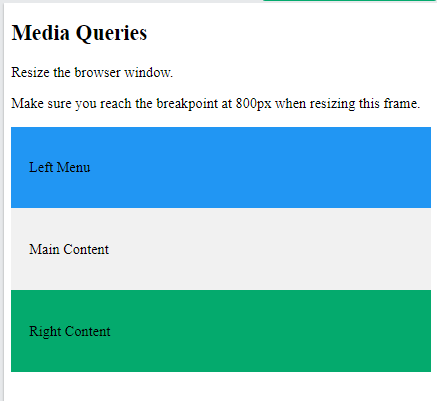 Media Queries
Resize the browser window.
Make sure you reach the breakpoint at 800px when resizing this frame.
Left Menu
Main Content
Right Content